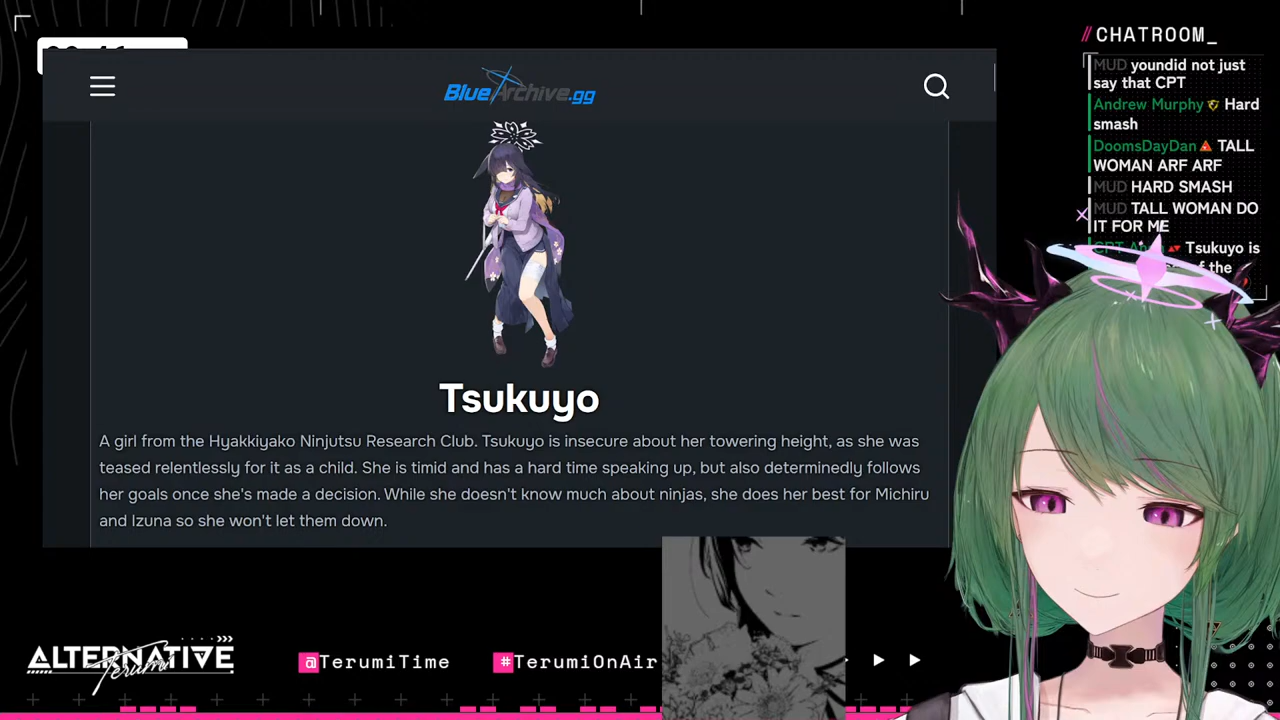 //CHATROOM_
MUD youndid not just
say that CPT
Andrew Murphy Hard
smash
DoomsDayDan TALL
WOMAN ARF ARF
MUD HARD SMASH
MUD TALL WOMAN DO
IT FOR ME
Tsukuyo is
of the
BlueArchive.gg
Tsukuyo
A girl from the Hyakkiyako Ninjutsu Research Club. Tsukuyo is insecure about her towering height, as she was
teased relentlessly for it as a child. She is timid and has a hard time speaking up, but also determinedly follows
her goals once she's made a decision. While she doesn't know much about ninjas, she does her best for Michiru
and Izuna so she won't let them down.
ALTERNATIVE
Terumi
@TerumiTime
#TerumiOnAir